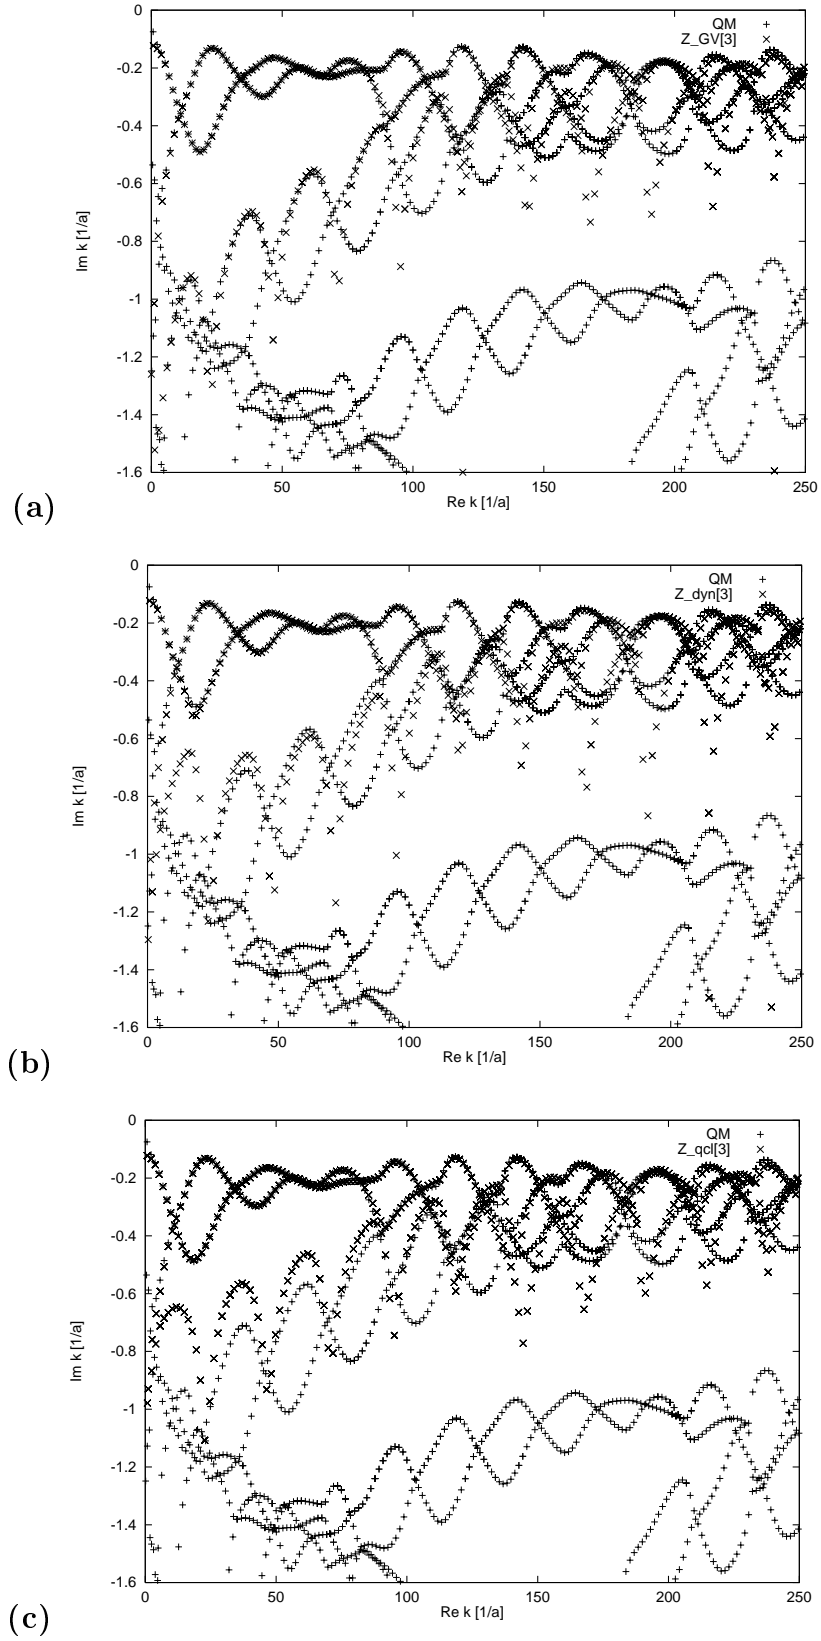 0
-0.2
-0.4
-0.6
-0.8
-1
-1.2
-1.4
-1.6
0 50 100 150 200 250
Im k [1/a]
Re k [1/a]
QM
Z_GV[3]
(a)
0
-0.2
-0.4
-0.6
-0.8
-1
-1.2
-1.4
-1.6
0 50 100 150 200 250
Im k [1/a]
Re k [1/a]
QM
Z_dyn[3]
(b)
0
-0.2
-0.4
-0.6
-0.8
-1
-1.2
-1.4
-1.6
0 50 100 150 200 250
Im k [1/a]
Re k [1/a]
QM
Z_qcl[3]
(c)